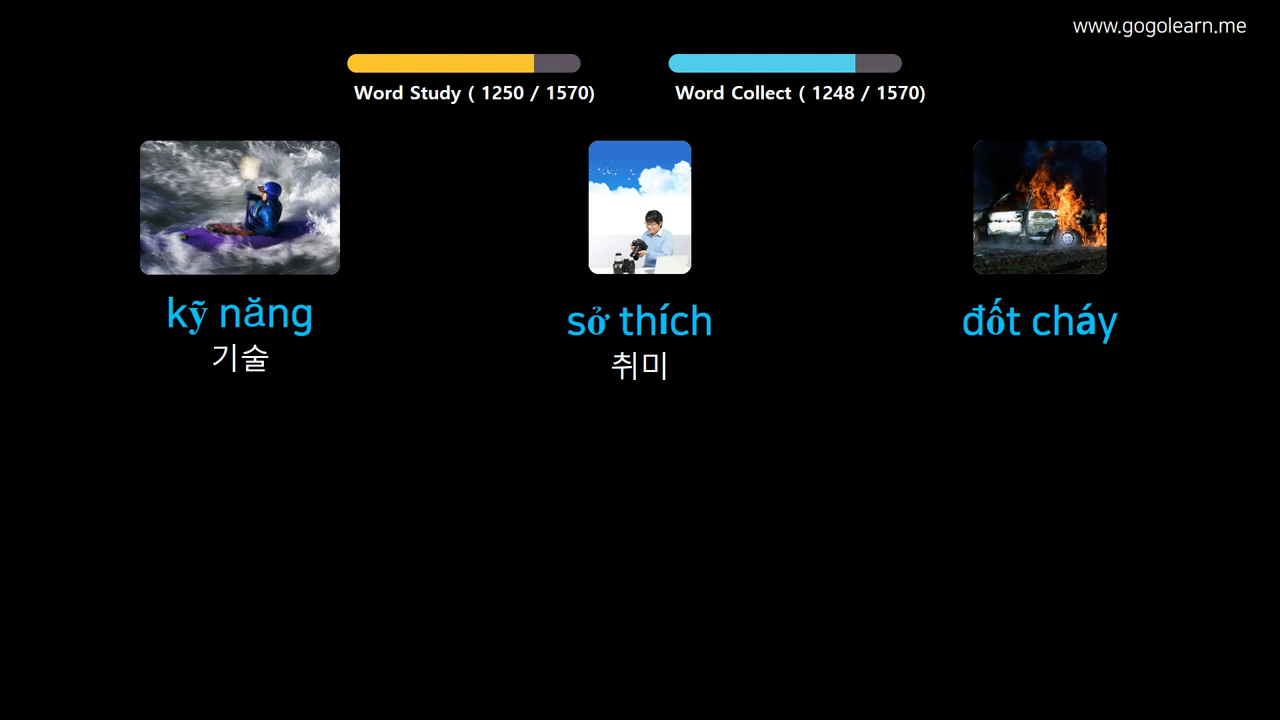 www.gogolearn.me
Word Study ( 1250 / 1570)
Word Collect ( 1248 / 1570)
kỹ năng
기술
sở thích
취미
đốt cháy